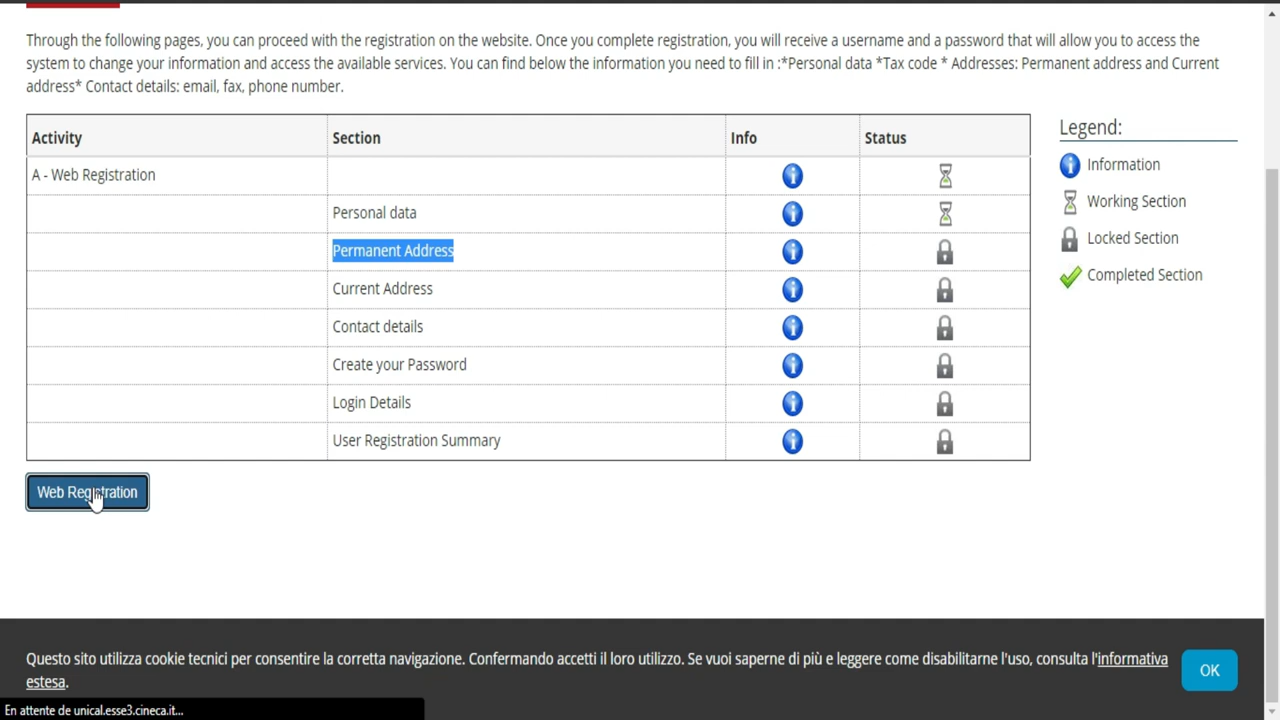 Through the following pages, you can proceed with the registration on the website. Once you complete registration, you will receive a username and a password that will allow you to access the
system to change your information and access the available services. You can find below the information you need to fill in :*Personal data *Tax code * Addresses: Permanent address and Current
address* Contact details: email, fax, phone number.
Activity Section Info Status
A - Web Registration
Personal data
Permanent Address
Current Address
Contact details
Create your Password
Login Details
User Registration Summary
Legend:
Information
Working Section
Locked Section
Completed Section
Web Registration
Questo sito utilizza cookie tecnici per consentire la corretta navigazione. Confermando accetti il loro utilizzo. Se vuoi saperne di più e leggere come disabilitarne l'uso, consulta l'informativa
estesa.
OK
En attente de unical.esse3.cineca.it...